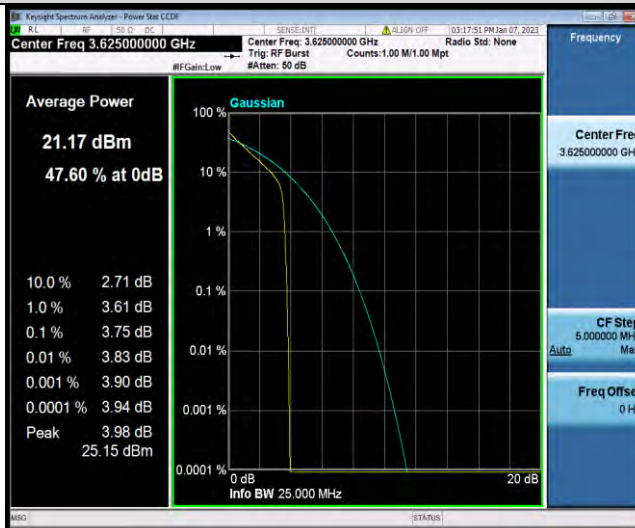 Keysight Spectrum Analyzer - Power Stat CCDF
RL RF 50 Ω DC SENSE:INT ALIGN OFF 03:17:51 PM Jan 07, 2023
Center Freq 3.625000000 GHz
Center Freq: 3.625000000 GHz Radio Std: None
Trig: RF Burst Counts:1.00 M/1.00 Mpt
#IFGain:Low #Atten: 50 dB
Frequency
Average Power
21.17 dBm
47.60 % at 0dB
10.0 % 2.71 dB
1.0 % 3.61 dB
0.1 % 3.75 dB
0.01 % 3.83 dB
0.001 % 3.90 dB
0.0001 % 3.94 dB
Peak 3.98 dB
25.15 dBm
Gaussian
100 %
10 %
1 %
0.1 %
0.01 %
0.001 %
0.0001 %
0 dB 20 dB
Info BW 25.000 MHz
Center Fre
3.625000000 GH
CF Step
5.000000 MH
Auto Ma
Freq Offse
0 H
MSG STATUS